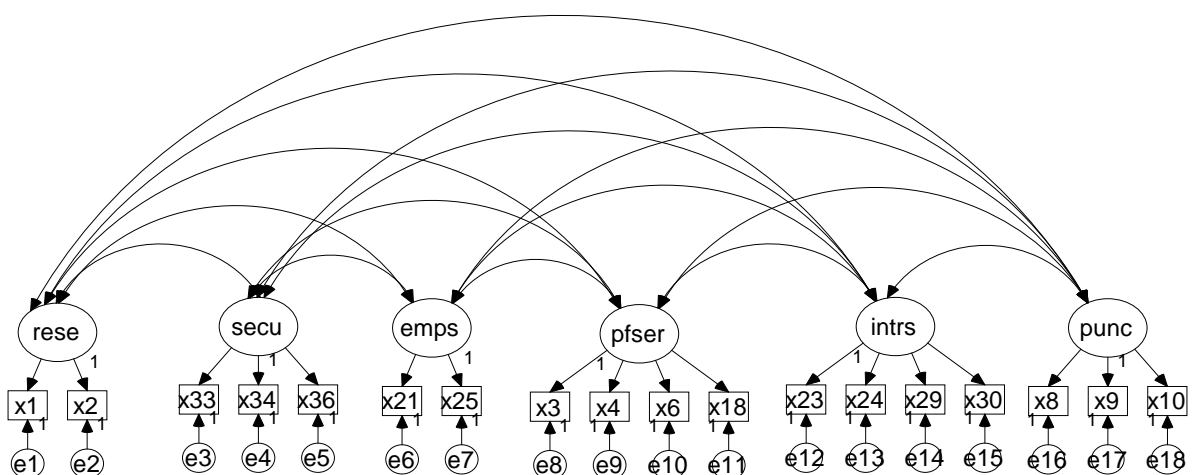 rese secu emps pfser intrs punc
1 1 1 1 1 1
x1 x2 x33 x34 x36 x21 x25 x3 x4 x6 x18 x23 x24 x29 x30 x8 x9 x10
1 1 1 1 1 1 1 1 1 1 1 1 1 1 1 1 1 1
e1 e2 e3 e4 e5 e6 e7 e8 e9 e10 e11 e12 e13 e14 e15 e16 e17 e18